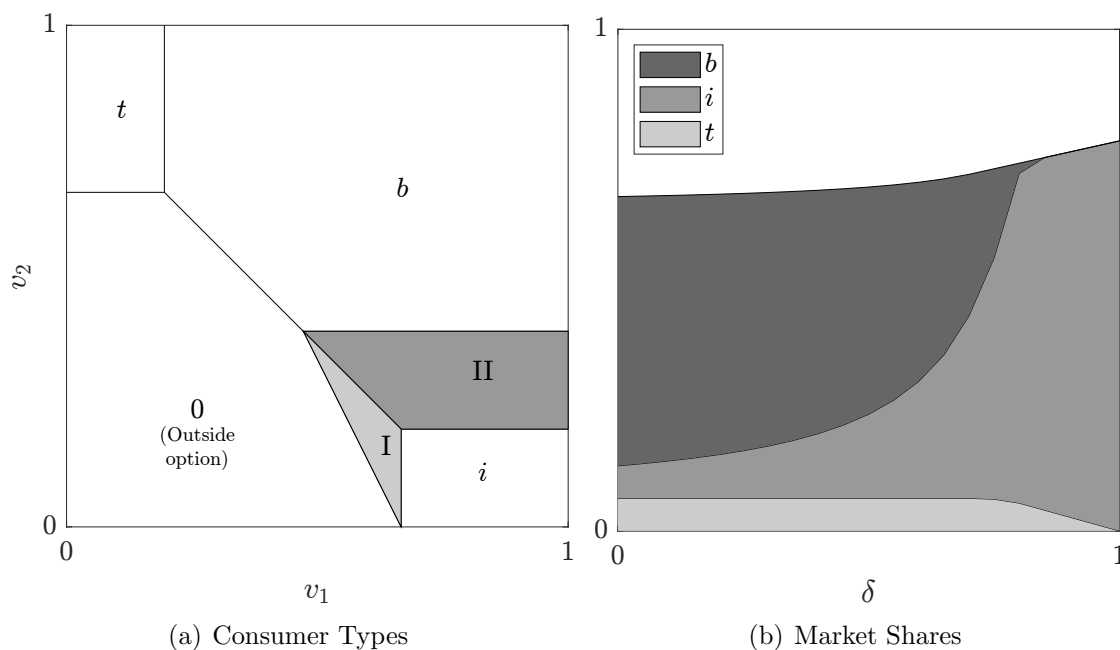 1
t
b
v2
II
0
(Outside
option)
I
i
0
0
1
v1
(a) Consumer Types
1
b
i
t
0
0
1
δ
(b) Market Shares